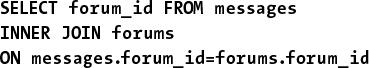 SELECT forum_id FROM messages
INNER JOIN forums
ON messages.forum_id=forums.forum_id